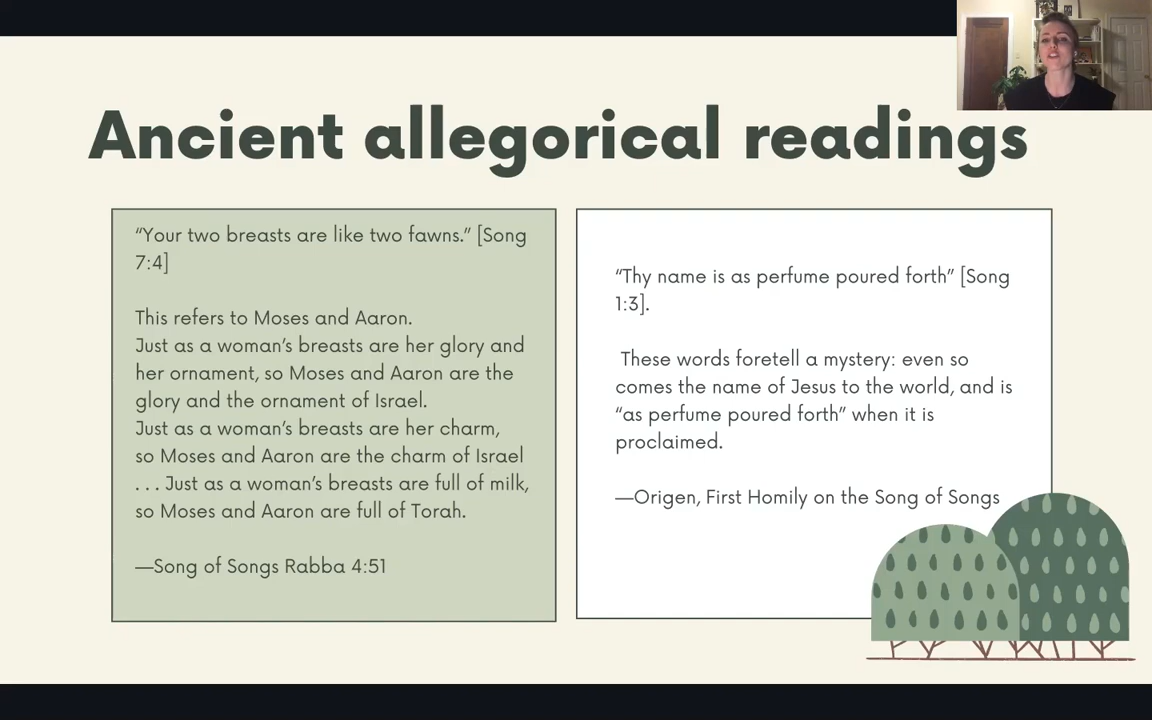 Ancient allegorical readings
“Your two breasts are like two fawns.” [Song
7:4]
This refers to Moses and Aaron.
Just as a woman’s breasts are her glory and
her ornament, so Moses and Aaron are the
glory and the ornament of Israel.
Just as a woman’s breasts are her charm,
so Moses and Aaron are the charm of Israel
. . . Just as a woman’s breasts are full of milk,
so Moses and Aaron are full of Torah.
—Song of Songs Rabba 4:51
“Thy name is as perfume poured forth” [Song
1:3].
These words foretell a mystery: even so
comes the name of Jesus to the world, and is
“as perfume poured forth” when it is
proclaimed.
—Origen, First Homily on the Song of Songs